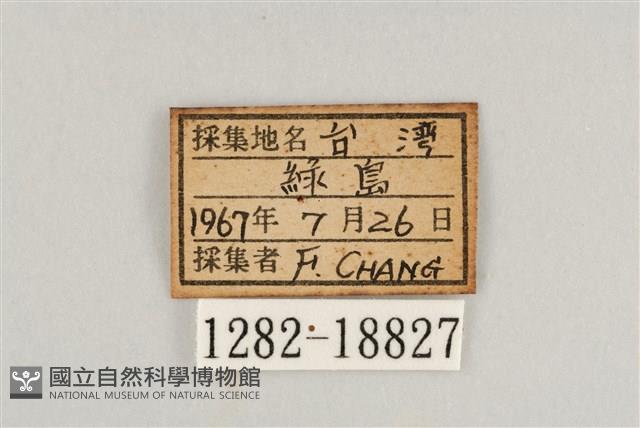 採集地名 台 湾
綠島
1967年 7月26日
採集者 F. CHANG
1282-18827
國立自然科學博物館
NATIONAL MUSEUM OF NATURAL SCIENCE